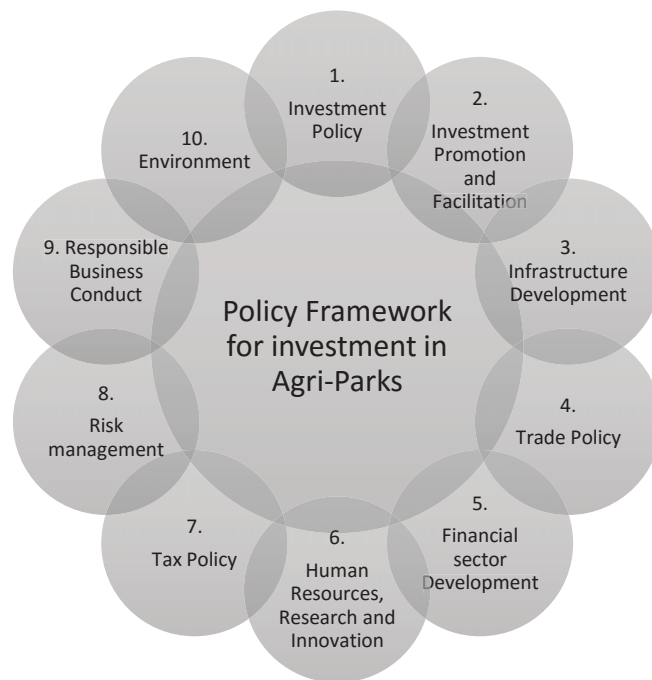 1.
Investment
Policy
2.
Investment
Promotion
and
Facilitation
3.
Infrastructure
Development
4.
Trade Policy
5.
Financial
sector
Development
6.
Human
Resources,
Research and
Innovation
7.
Tax Policy
8.
Risk
management
9. Responsible
Business
Conduct
10.
Environment
Policy Framework
for investment in
Agri-Parks